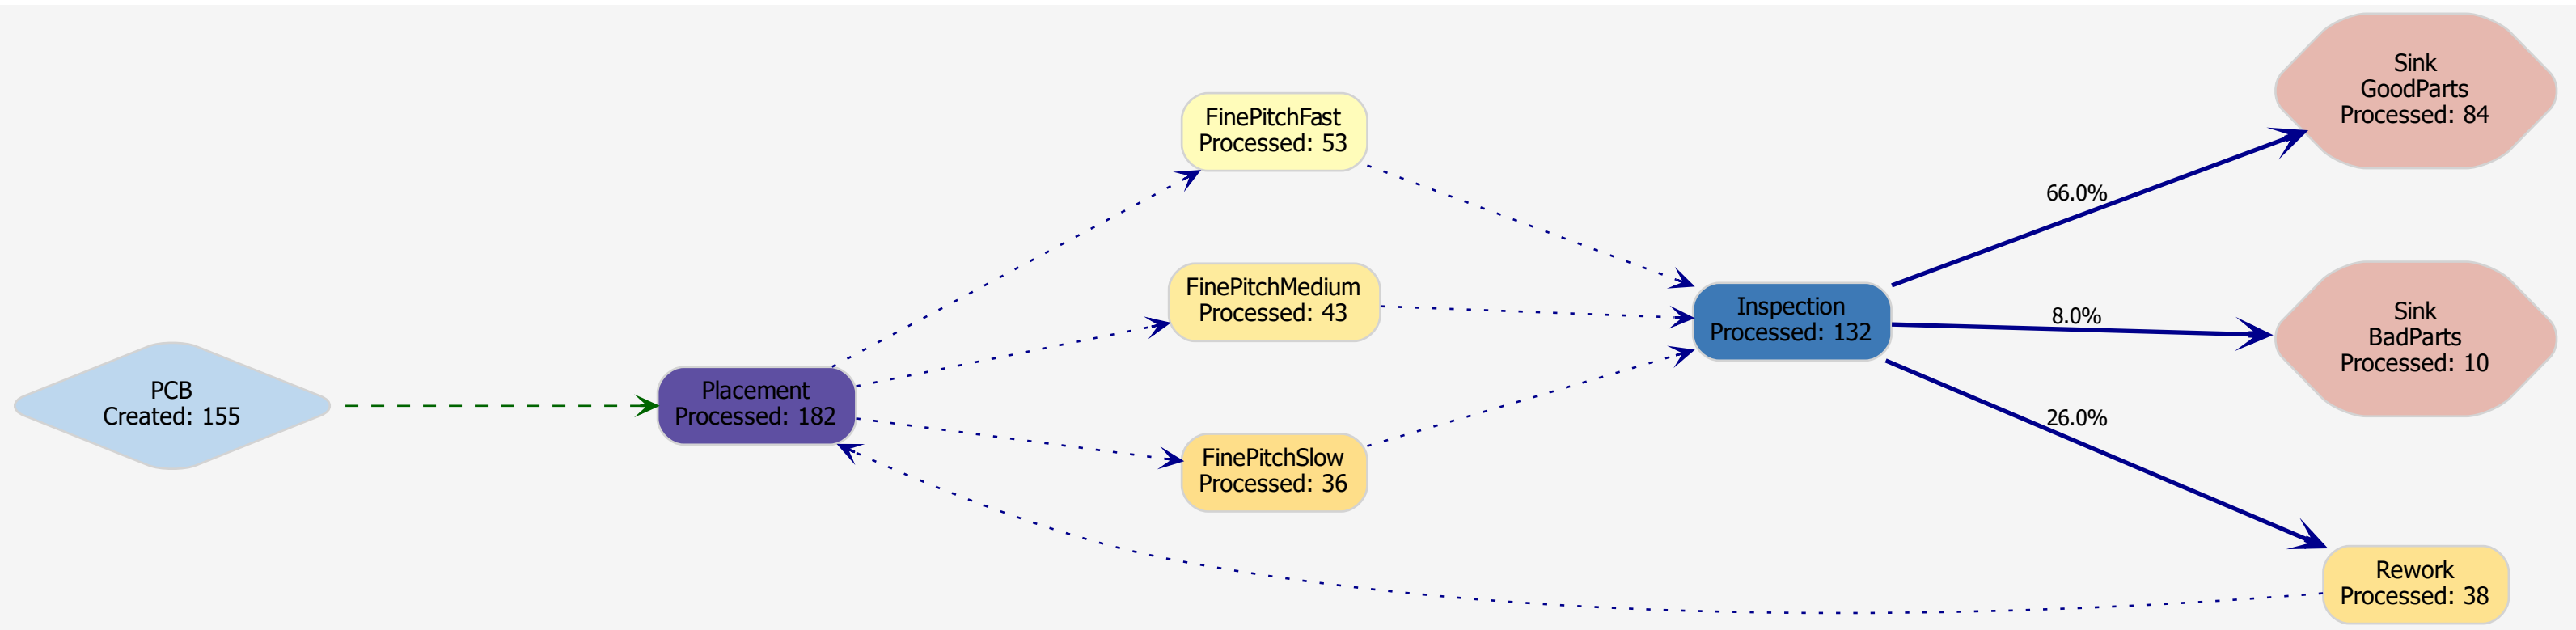 PCB
Created: 155
Placement
Processed: 182
FinePitchFast
Processed: 53
FinePitchMedium
Processed: 43
FinePitchSlow
Processed: 36
Inspection
Processed: 132
66.0%
8.0%
26.0%
Sink
GoodParts
Processed: 84
Sink
BadParts
Processed: 10
Rework
Processed: 38